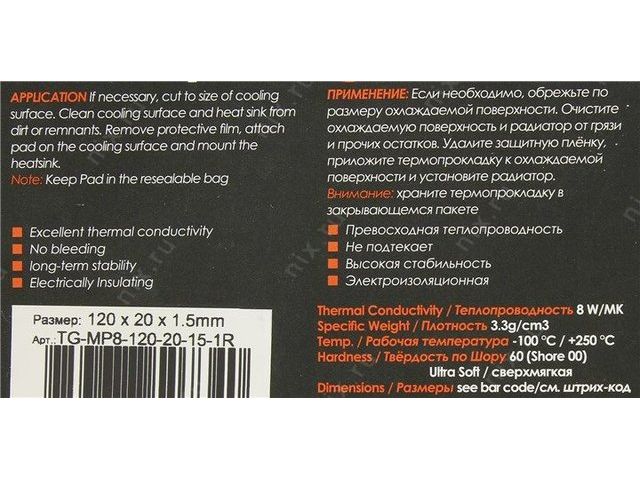 APPLICATION If necessary, cut to size of cooling
surface. Clean cooling surface and heat sink from
dirt or remnants. Remove protective film, attach
pad on the cooling surface and mount the
heatsink.
Note: Keep Pad in the resealable bag
Excellent thermal conductivity
No bleeding
long-term stability
Electrically Insulating
Размер: 120 x 20 x 1.5mm
Арт.: TG-MP8-120-20-15-1R
ПРИМЕНЕНИЕ: Если необходимо, обрежьте по
размеру охлаждаемой поверхности. Очистите
охлаждаемую поверхность и радиатор от грязи
и прочих остатков. Удалите защитную плёнку,
приложите термопрокладку к охлаждаемой
поверхности и установите радиатор.
Внимание: храните термопрокладку в
закрывающемся пакете
Превосходная теплопроводность
Не подтекает
Высокая стабильность
Электроизоляционная
Thermal Conductivity / Теплопроводность 8 W/MK
Specific Weight / Плотность 3.3g/cm3
Temp. / Рабочая температура -100 °C / +250 °C
Hardness / Твёрдость по Шору 60 (Shore 00)
Ultra Soft / сверхмягкая
Dimensions / Размеры see bar code/см. штрих-код